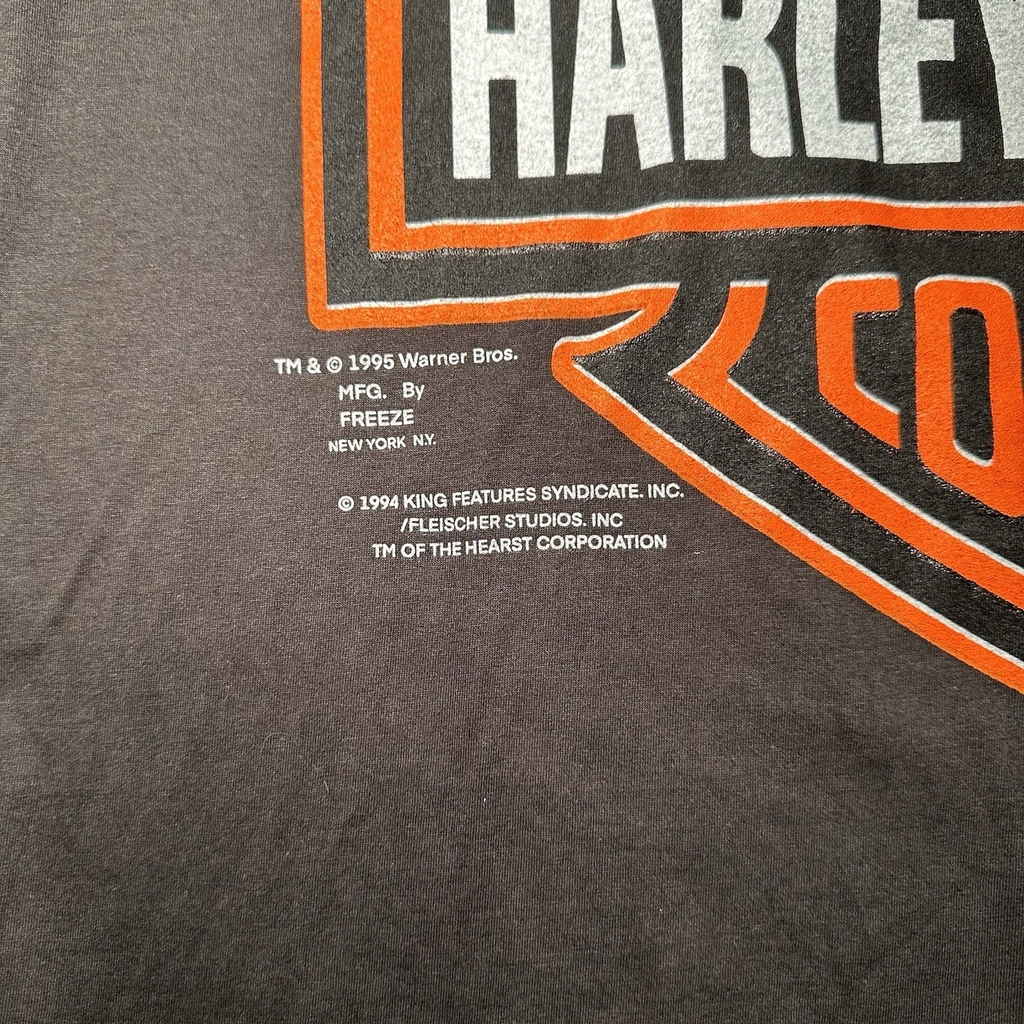 HARLEY
CO
TM & © 1995 Warner Bros.
MFG. By
FREEZE
NEW YORK N.Y.
© 1994 KING FEATURES SYNDICATE. INC.
/FLEISCHER STUDIOS. INC
TM OF THE HEARST CORPORATION